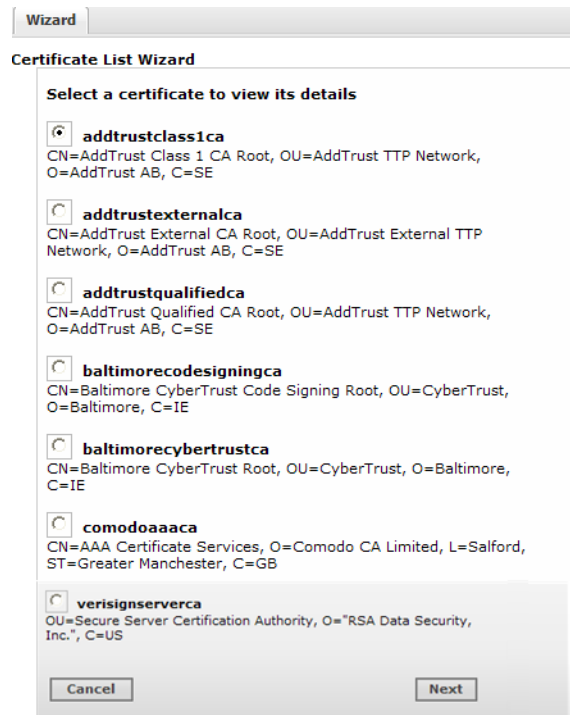 Wizard
Certificate List Wizard
Select a certificate to view its details
addtrustclass1ca
CN=AddTrust Class 1 CA Root, OU=AddTrust TTP Network,
O=AddTrust AB, C=SE
addtrustexternalca
CN=AddTrust External CA Root, OU=AddTrust External TTP
Network, O=AddTrust AB, C=SE
addtrustqualifiedca
CN=AddTrust Qualified CA Root, OU=AddTrust TTP Network,
O=AddTrust AB, C=SE
baltimorecodesigningca
CN=Baltimore CyberTrust Code Signing Root, OU=CyberTrust,
O=Baltimore, C=IE
baltimorecybertrustca
CN=Baltimore CyberTrust Root, OU=CyberTrust, O=Baltimore,
C=IE
comodoaaaca
CN=AAA Certificate Services, O=Comodo CA Limited, L=Salford,
ST=Greater Manchester, C=GB
verisignserverca
OU=Secure Server Certification Authority, O="RSA Data Security,
Inc.", C=US
Cancel Next